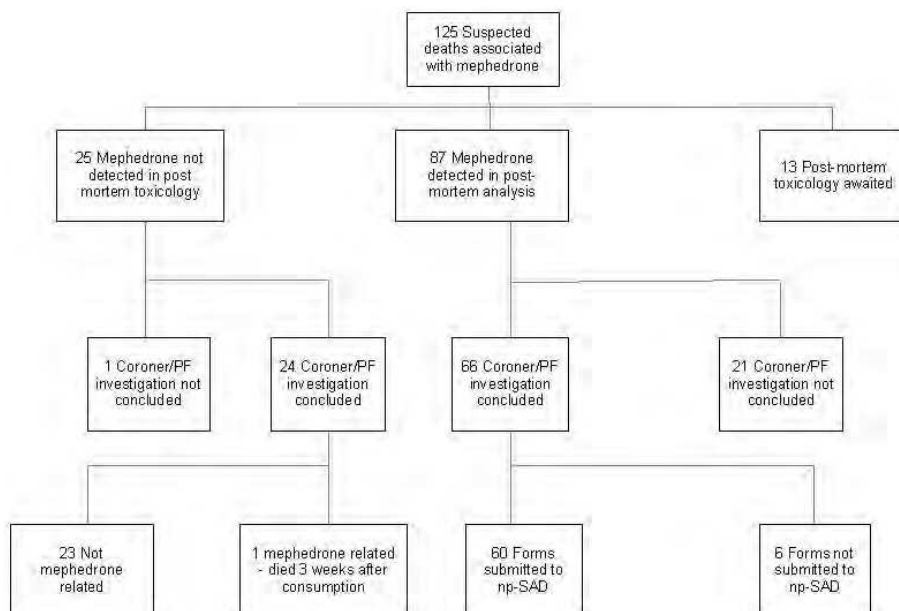 125 Suspected
deaths associated
with mephedrone
25 Mephedrone not
detected in post
mortem toxicology
87 Mephedrone
detected in post-
mortem analysis
13 Post-mortem
toxicology awaited
1 Coroner/PF
investigation not
concluded
24 Coroner/PF
investigation
concluded
66 Coroner/PF
investigation
concluded
21 Coroner/PF
investigation not
concluded
23 Not
mephedrone
related
1 mephedrone related
- died 3 weeks after
consumption
60 Forms
submitted to
np-SAD
6 Forms not
submitted to
np-SAD